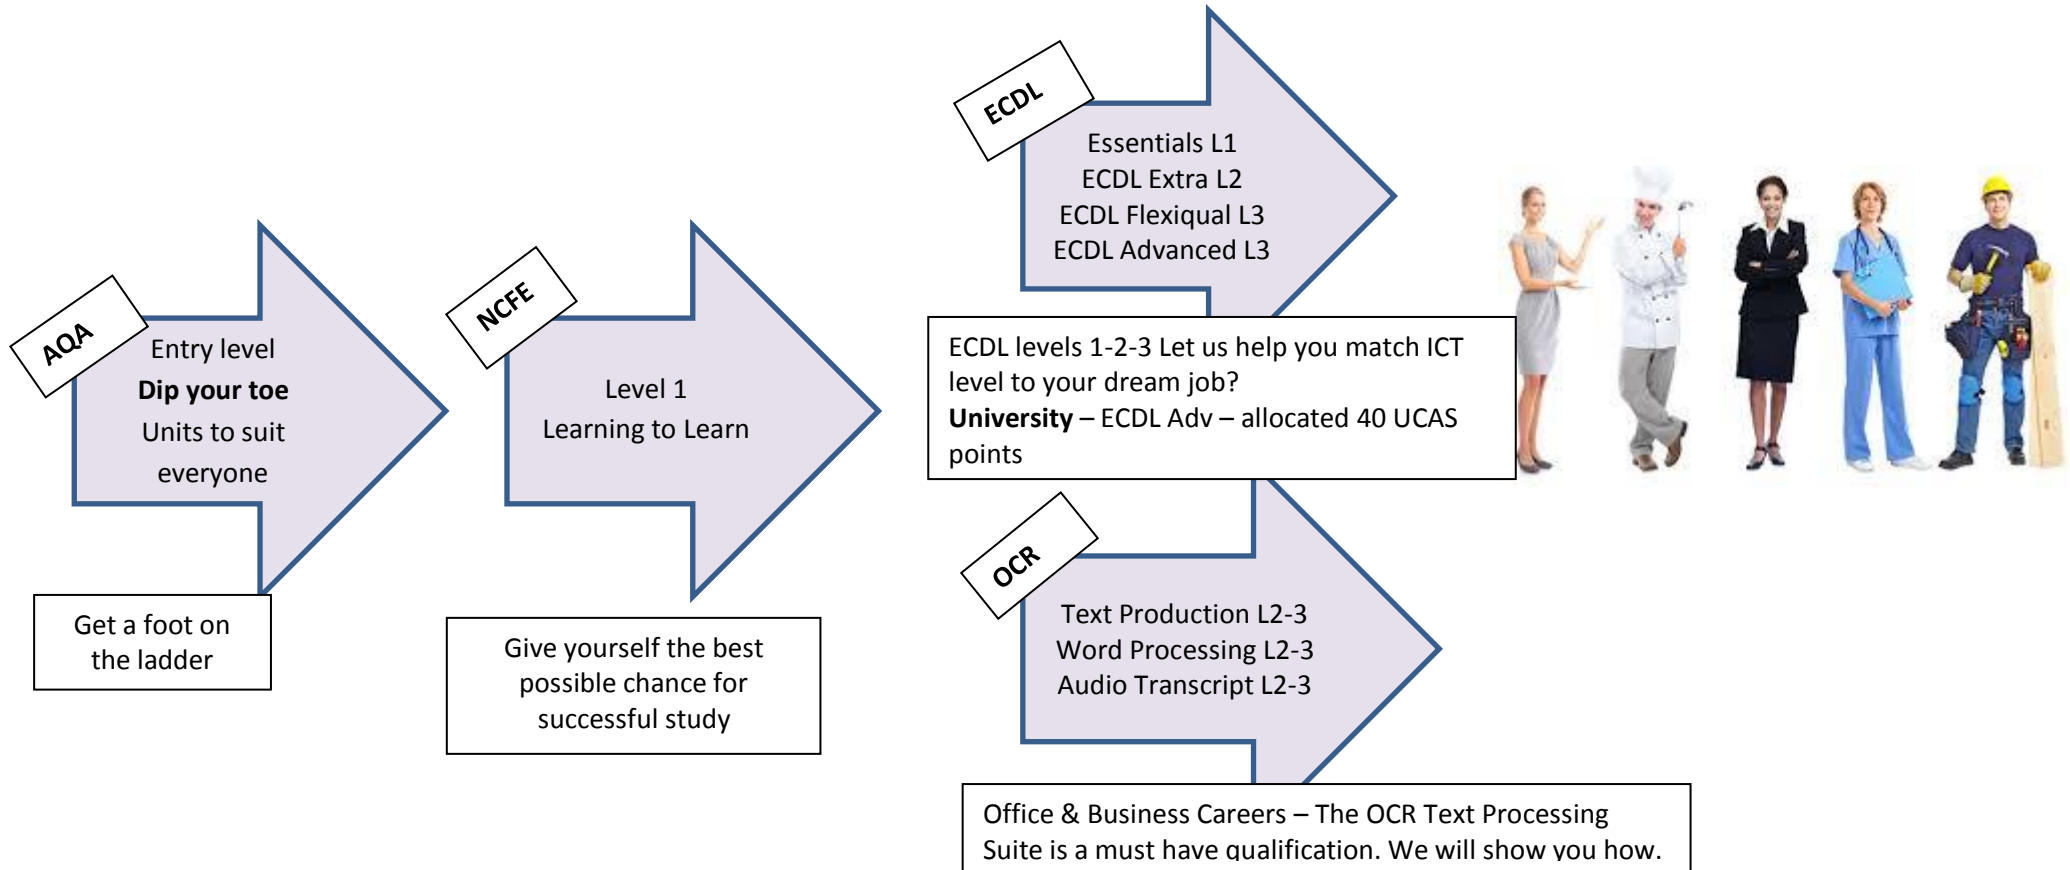 AQA
Entry level
Dip your toe
Units to suit
everyone
Get a foot on
the ladder
NCFE
Level 1
Learning to Learn
Give yourself the best
possible chance for
successful study
ECDL
Essentials L1
ECDL Extra L2
ECDL Flexiqual L3
ECDL Advanced L3
ECDL levels 1-2-3 Let us help you match ICT
level to your dream job?
University – ECDL Adv – allocated 40 UCAS
points
OCR
Text Production L2-3
Word Processing L2-3
Audio Transcript L2-3
Office & Business Careers – The OCR Text Processing
Suite is a must have qualification. We will show you how.